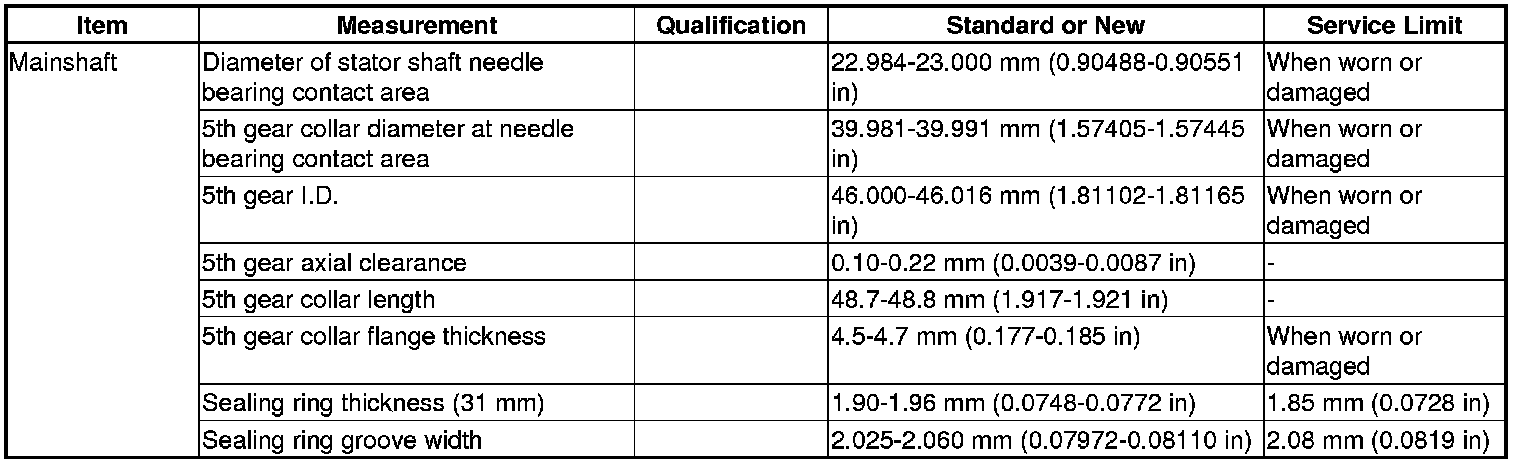 Item Measurement Qualification Standard or New Service Limit
Mainshaft Diameter of stator shaft needle 22.984-23.000 mm (0.90488-0.90551 When worn or
bearing contact area in) damaged
5th gear collar diameter at needle 39.981-39.991 mm (1.57405-1.57445 When worn or
bearing contact area in) damaged
5th gear I.D. 46.000-46.016 mm (1.81102-1.81165 When worn or
in) damaged
5th gear axial clearance 0.10-0.22 mm (0.0039-0.0087 in) -
5th gear collar length 48.7-48.8 mm (1.917-1.921 in) -
5th gear collar flange thickness 4.5-4.7 mm (0.177-0.185 in) When worn or
damaged
Sealing ring thickness (31 mm) 1.90-1.96 mm (0.0748-0.0772 in) 1.85 mm (0.0728 in)
Sealing ring groove width 2.025-2.060 mm (0.07972-0.08110 in) 2.08 mm (0.0819 in)